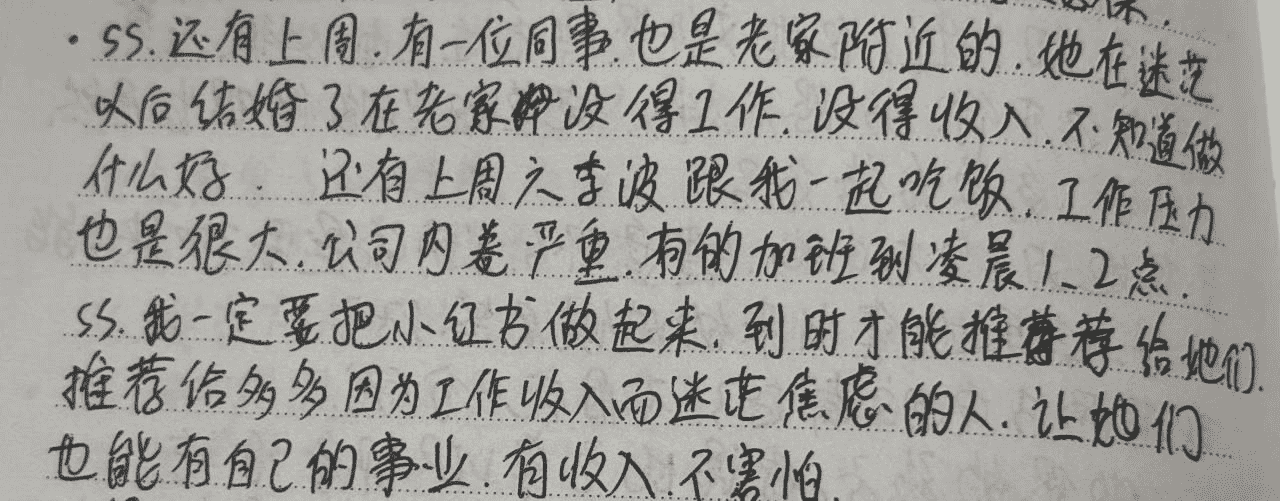 ·ss.还有上周.有一位同事.也是老家附近的.她在迷茫
以后结婚了在老家没得工作.没得收入.不知道做
什么好. 还有上周六李波跟我一起吃饭.工作压力
也是很大.公司内卷严重.有的加班到凌晨1、2点.
ss.我一定要把小红书做起来.到时才能推荐给她们.
推荐给多多因为工作收入而迷茫焦虑的人.让她们
也能有自己的事业.有收入.不害怕.